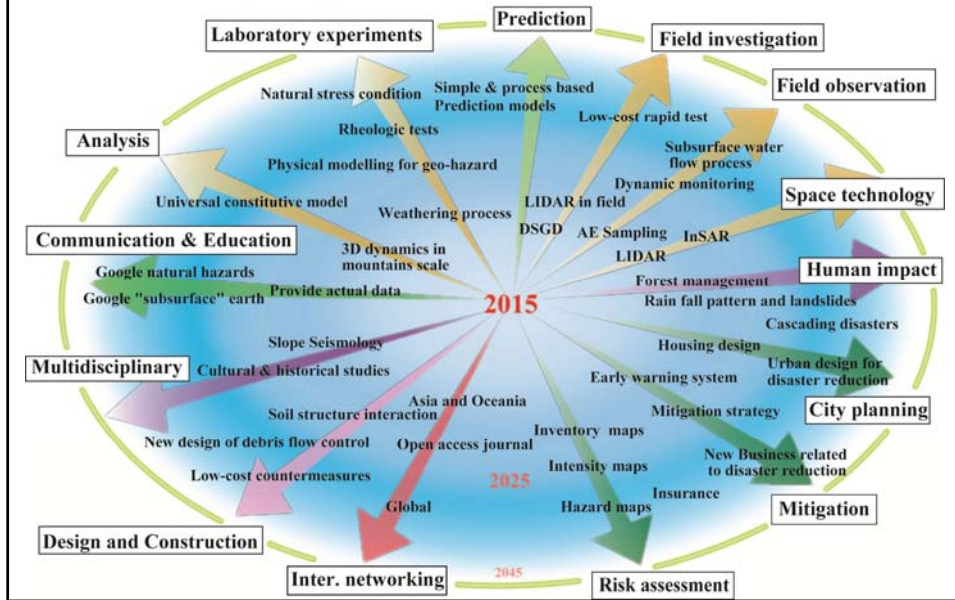 Prediction
Laboratory experiments
Field investigation
Field observation
Natural stress condition
Simple & process based
Prediction models
Low-cost rapid test
Rheologic tests
Analysis
Subsurface water
flow process
Physical modelling for geo-hazard
Dynamic monitoring
Space technology
Universal constitutive model
LIDAR in field
Weathering process
DSGD
AE Sampling
InSAR
Communication & Education
3D dynamics in
mountains scale
LIDAR
Human impact
Google natural hazards
Forest management
Google "subsurface" earth
Provide actual data
2015
Rain fall pattern and landslides
Cascading disasters
Slope Seismology
Housing design
Multidisciplinary
Cultural & historical studies
Early warning system
Urban design for
disaster reduction
Asia and Oceania
Soil structure interaction
Mitigation strategy
City planning
New design of debris flow control
Open access journal
Inventory maps
New Business related
to disaster reduction
Low-cost countermeasures
2025
Intensity maps
Insurance
Global
Hazard maps
Mitigation
Design and Construction
Inter. networking
2045
Risk assessment